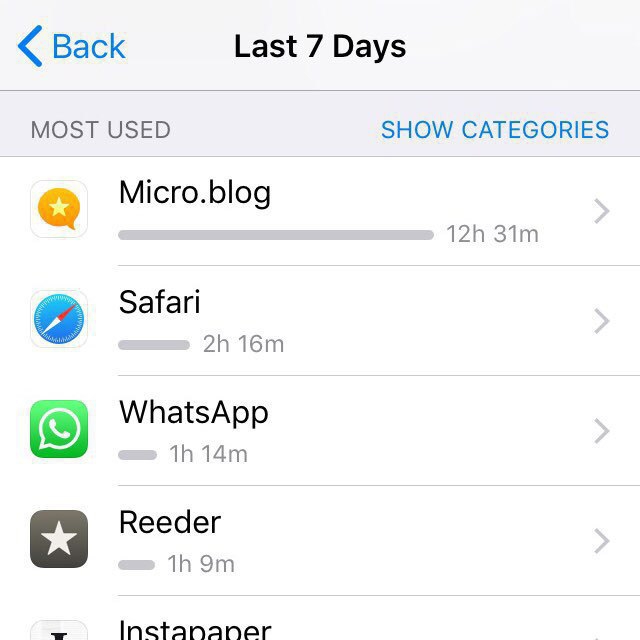 Back
Last 7 Days
MOST USED
SHOW CATEGORIES
Micro.blog
12h 31m
Safari
2h 16m
WhatsApp
1h 14m
Reeder
1h 9m
Instapaper